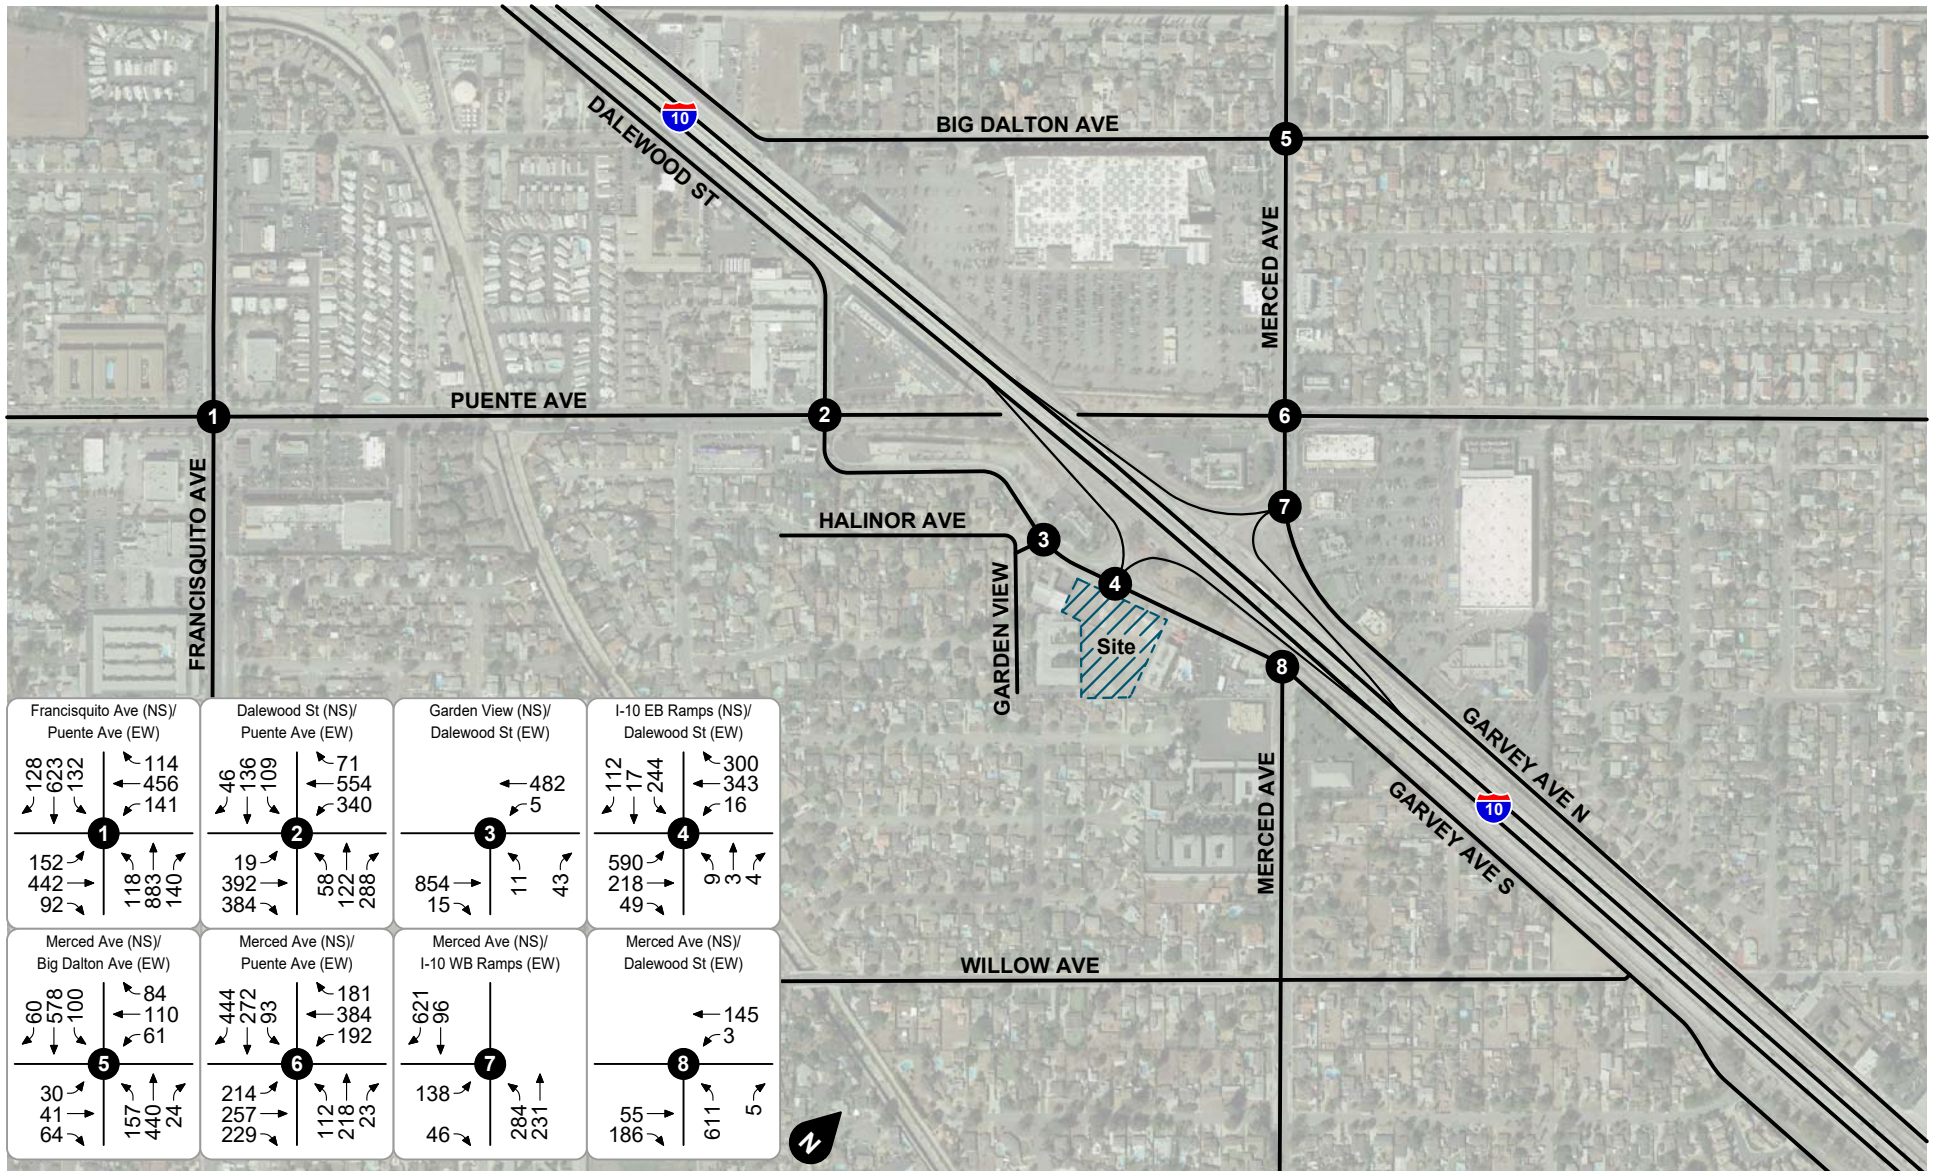 10
DALEWOOD ST
BIG DALTON AVE
5
MERCED AVE
PUENTE AVE
1
2
6
7
FRANCISQUITO AVE
HALINOR AVE
3
4
GARDEN VIEW
Site
8
MERCED AVE
GARVEY AVE N
10
GARVEY AVE S
WILLOW AVE
N
Francisquito Ave (NS)/
Puente Ave (EW)
128 623 132
114
456
141
1
152
442
92
118 883 140
Dalewood St (NS)/
Puente Ave (EW)
46 136 109
71
554
340
2
19
392
384
58 122 288
Garden View (NS)/
Dalewood St (EW)
482
5
3
854
15
11 43
I-10 EB Ramps (NS)/
Dalewood St (EW)
112 17 244
300
343
16
4
590
218
49
9 3 4
Merced Ave (NS)/
Big Dalton Ave (EW)
60 578 100
84
110
61
5
30
41
64
157 440 24
Merced Ave (NS)/
Puente Ave (EW)
444 272 93
181
384
192
6
214
257
229
112 218 23
Merced Ave (NS)/
I-10 WB Ramps (EW)
621 96
7
138
46
284 231
Merced Ave (NS)/
Dalewood St (EW)
145
3
8
55
186
611 5